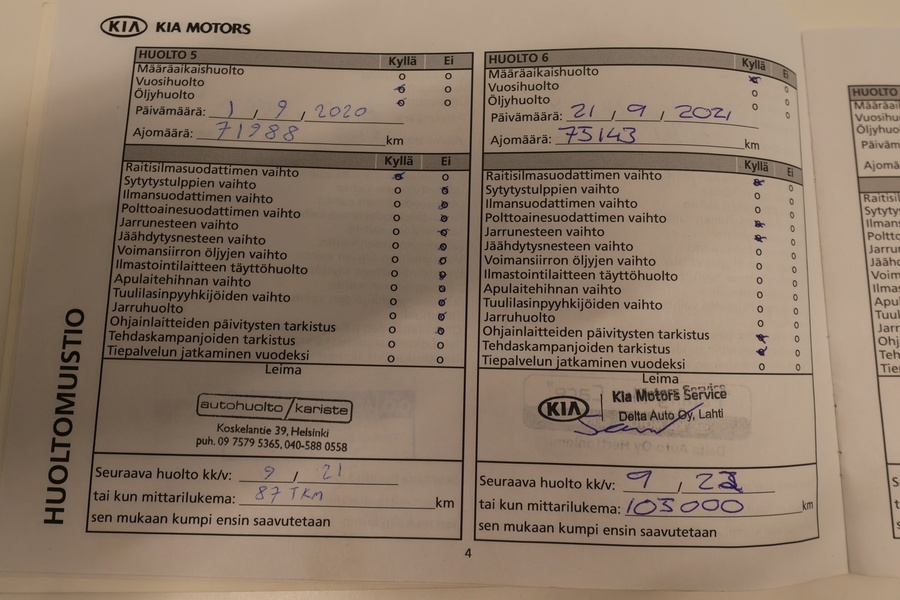 KIA KIA MOTORS
HUOLTOMUISTIO
HUOLTO 5 Kyllä Ei
Määräaikaishuolto
Vuosihuolto
Öljyhuolto
Päivämäärä: 1 / 9 / 2020
Ajomäärä: 71988 km
Kyllä Ei
Raitisilmasuodattimen vaihto
Sytytystulppien vaihto
Ilmansuodattimen vaihto
Polttoainesuodattimen vaihto
Jarrunesteen vaihto
Jäähdytysnesteen vaihto
Voimansiirron öljyjen vaihto
Ilmastointilaitteen täyttöhuolto
Apulaitehihnan vaihto
Tuulilasinpyyhkijöiden vaihto
Jarruhuolto
Ohjainlaitteiden päivitysten tarkistus
Tehdaskampanjoiden tarkistus
Tiepalvelun jatkaminen vuodeksi
Leima
autohuolto/kariste
Koskelantie 39, Helsinki
puh. 09 7579 5365, 040-588 0558
Seuraava huolto kk/v: 9 / 21
tai kun mittarilukema: 87 TKM km
sen mukaan kumpi ensin saavutetaan
HUOLTO 6 Kyllä Ei
Määräaikaishuolto
Vuosihuolto
Öljyhuolto
Päivämäärä: 21 / 9 / 2021
Ajomäärä: 75143 km
Kyllä Ei
Raitisilmasuodattimen vaihto
Sytytystulppien vaihto
Ilmansuodattimen vaihto
Polttoainesuodattimen vaihto
Jarrunesteen vaihto
Jäähdytysnesteen vaihto
Voimansiirron öljyjen vaihto
Ilmastointilaitteen täyttöhuolto
Apulaitehihnan vaihto
Tuulilasinpyyhkijöiden vaihto
Jarruhuolto
Ohjainlaitteiden päivitysten tarkistus
Tehdaskampanjoiden tarkistus
Tiepalvelun jatkaminen vuodeksi
Leima
KIA Kia Motors Service
Delta Auto Oy, Lahti
Seuraava huolto kk/v: 9 /
tai kun mittarilukema: 105000 km
sen mukaan kumpi ensin saavutetaan
4
HUOLTO